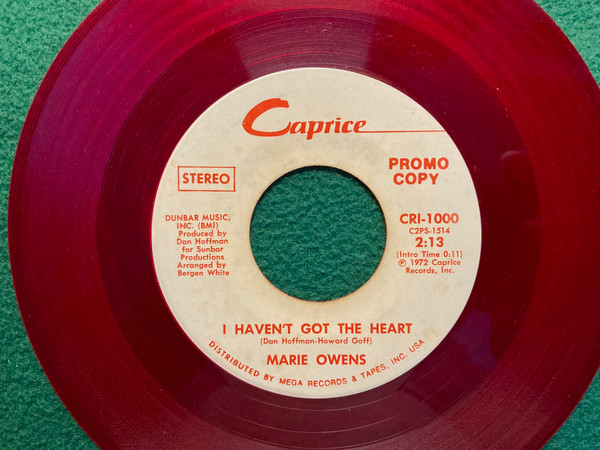 Caprice
STEREO
PROMO
COPY
DUNBAR MUSIC,
INC. (BMI)
Produced by
Dan Hoffman
for Sunbar
Productions
Arranged by
Bergen White
CRI-1000
C2PS-1514
2:13
(Intro Time 0:11)
℗ 1972 Caprice
Records, Inc.
I HAVEN'T GOT THE HEART
(Dan Hoffman-Howard Goff)
MARIE OWENS
DISTRIBUTED BY MEGA RECORDS & TAPES, INC. USA